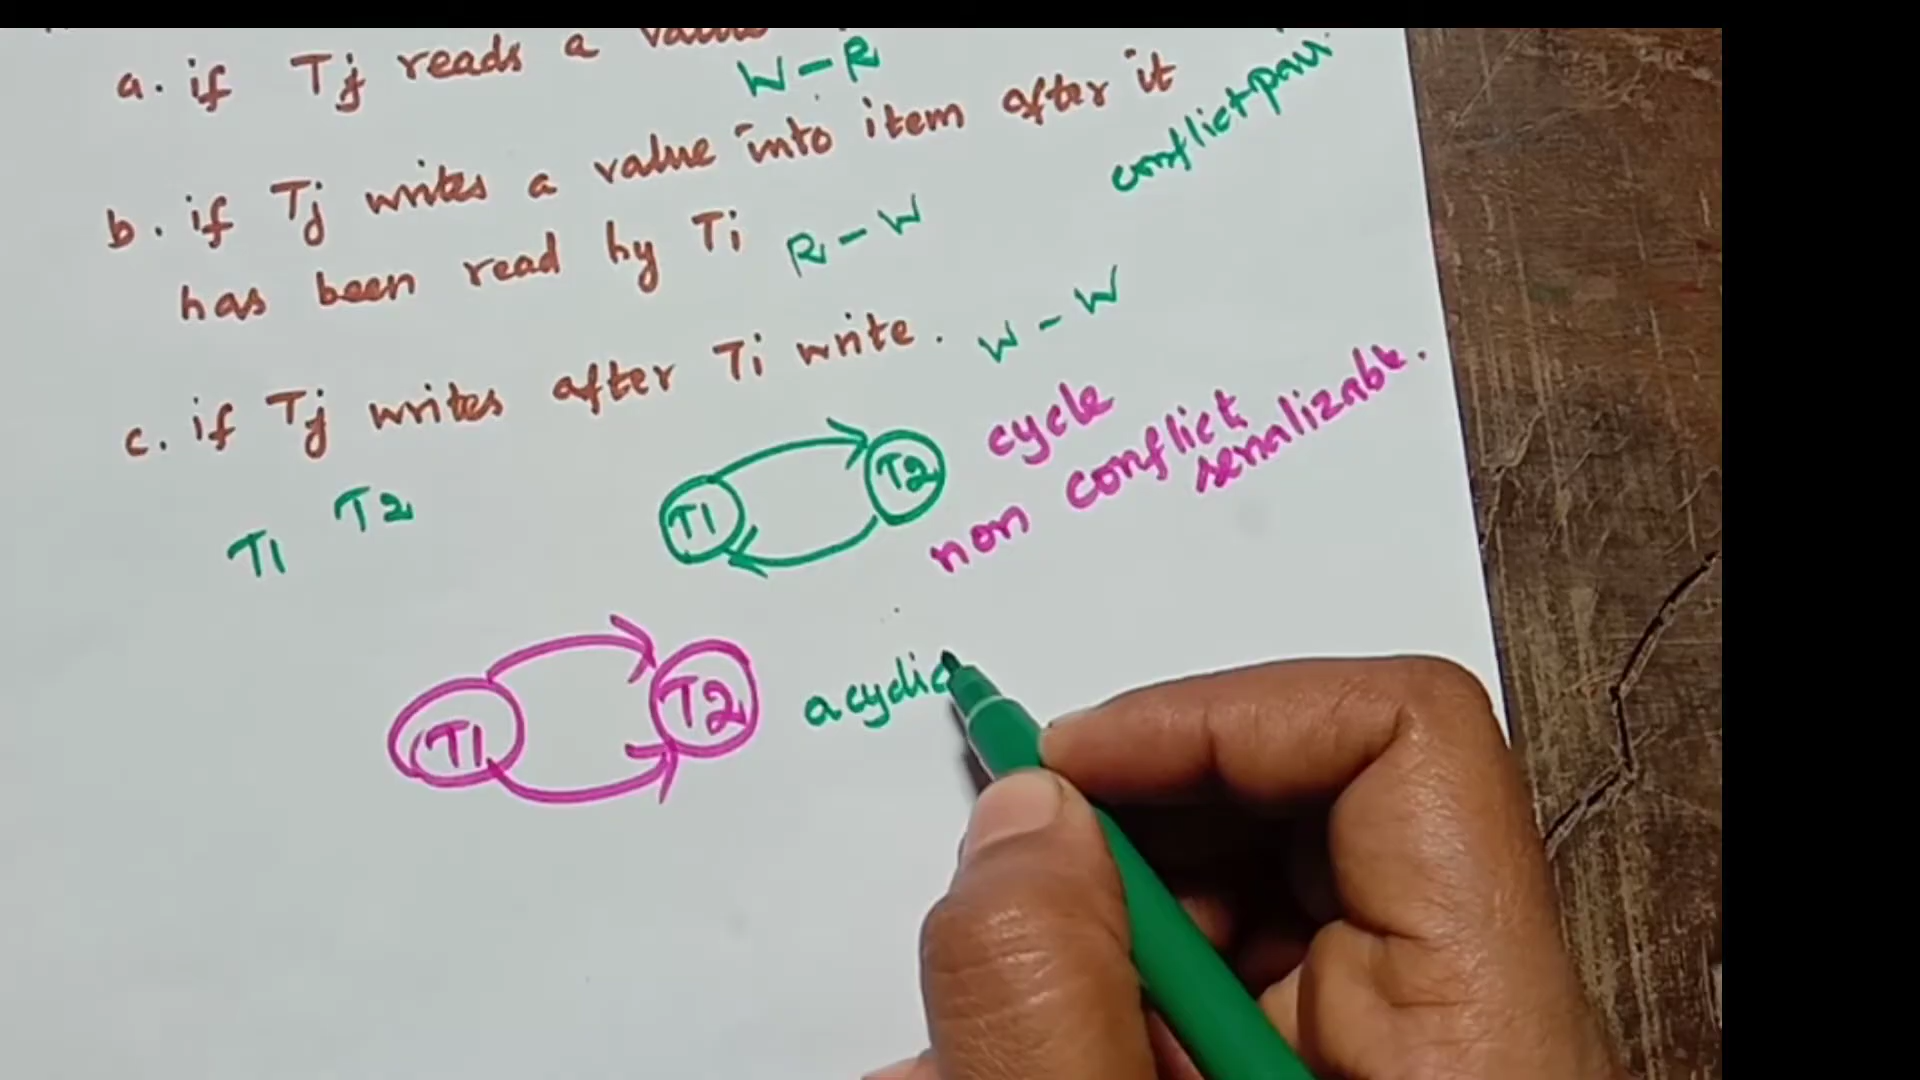 a. if Tj reads a value
W-R
b. if Tj writes a value into item after it
has been read by Ti R-W
conflict pair
c. if Tj writes after Ti write. W-W
T1 T2
T1 T2
cycle
non conflict
serializable.
T1 T2
acyclic